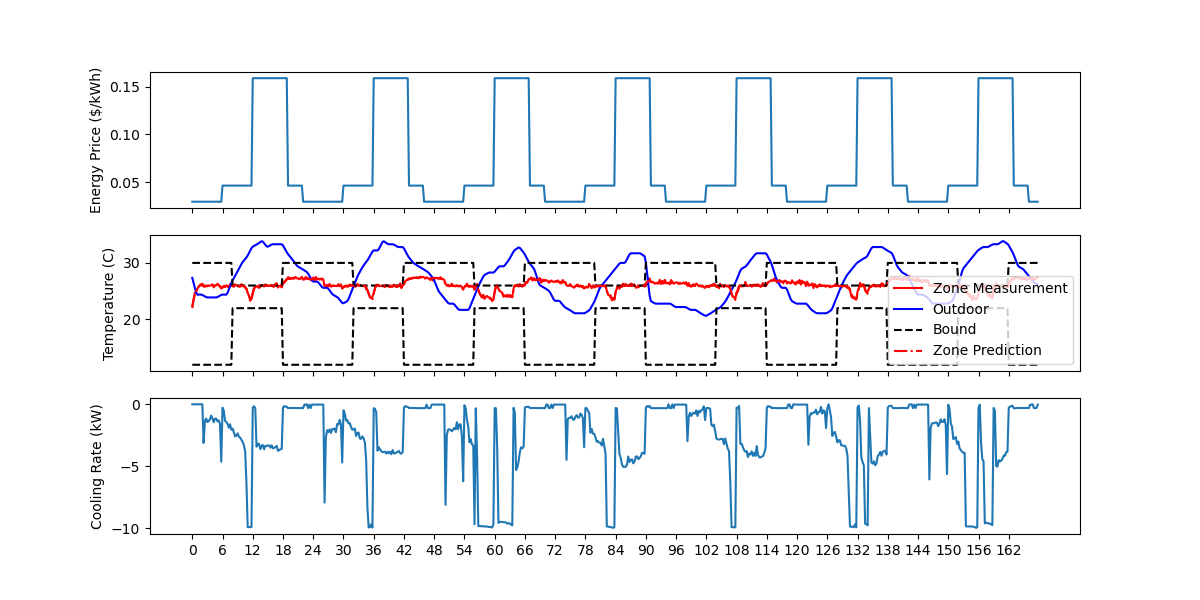 Energy Price ($/kWh)
0.15
0.10
0.05
Temperature (C)
30
20
Zone Measurement
Outdoor
Bound
Zone Prediction
Cooling Rate (kW)
0
−5
−10
0 6 12 18 24 30 36 42 48 54 60 66 72 78 84 90 96 102 108 114 120 126 132 138 144 150 156 162